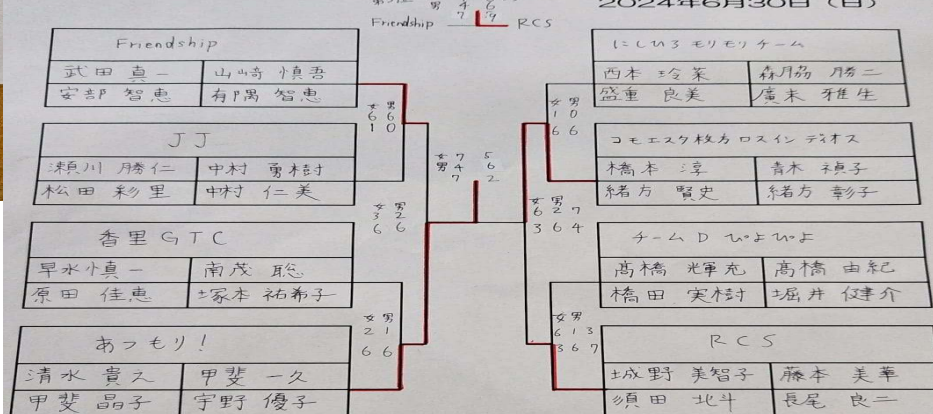 2024年6月30日（日）
Friendship 7 9 RCS
Friendship
武田 真一 山﨑 慎吾
安部 智恵 有隅 智恵
JJ
瀬川 勝仁 中村 勇樹
松田 彩里 中村 仁美
香里GTC
早水慎一 南茂 聡
原田 佳恵 塚本 祐希子
あつもり！
清水 貴之 甲斐 一久
甲斐 晶子 宇野 優子
女 男
6 6
1 0
女 7 5
男 4 6
7 2
女 男
3 2
6 6
女 男
2 1
6 6
女 男
1 0
6 6
女 男
6 2 7
3 6 4
女 男
6 1 3
3 6 7
にしひろモリモリチーム
西本 玲菜 森脇 勝二
盛重 良美 廣末 雅生
コモエスタ枚方ロスインディオス
橋本 淳 青木 禎子
緒方 賢史 緒方 彰子
チームD ぴよぴよ
髙橋 輝充 髙橋 由紀
橋田 実樹 堀井 健介
RCS
城野 美智子 藤本 美華
須田 北斗 長尾 良二